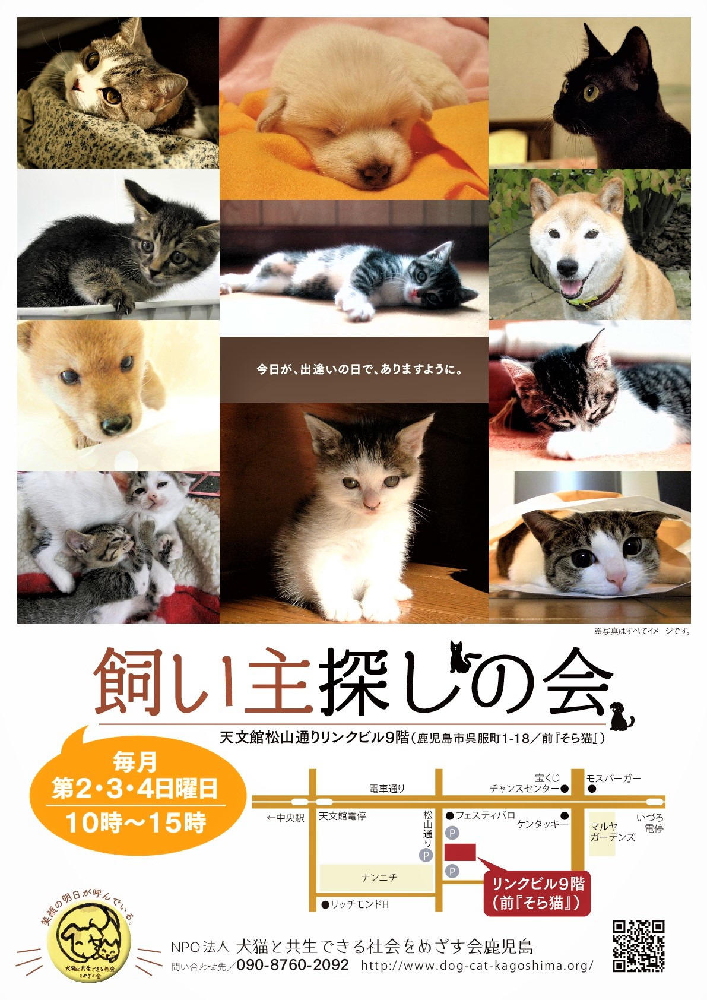 今日が、出逢いの日で、ありますように。
※写真はすべてイメージです。
飼い主探しの会
天文館松山通りリンクビル9階(鹿児島市呉服町1-18／前『そら猫』)
毎月
第2・3・4日曜日
10時～15時
宝くじ
チャンスセンター●
モスバーガー
●
電車通り
←中央駅
天文館電停
松山通り
●フェスティバロ
ケンタッキー
●
マルヤ
ガーデンズ
いづろ
電停
P
P
P
ナンニチ
リンクビル9階
(前『そら猫』)
●リッチモンドH
笑顔の明日が呼んでいる。
犬猫と共生できる社会
をめざす会
NPO法人 犬猫と共生できる社会をめざす会鹿児島
問い合わせ先／090-8760-2092 http://www.dog-cat-kagoshima.org/